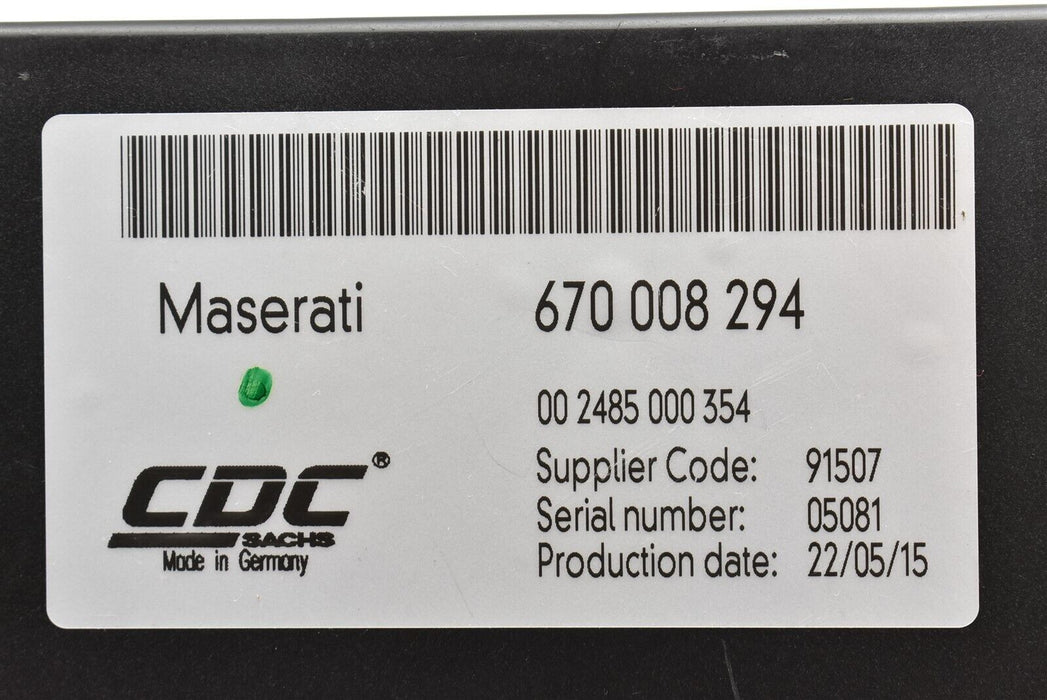 Maserati 670 008 294
00 2485 000 354
CDC®
SACHS
Made in Germany
Supplier Code: 91507
Serial number: 05081
Production date: 22/05/15